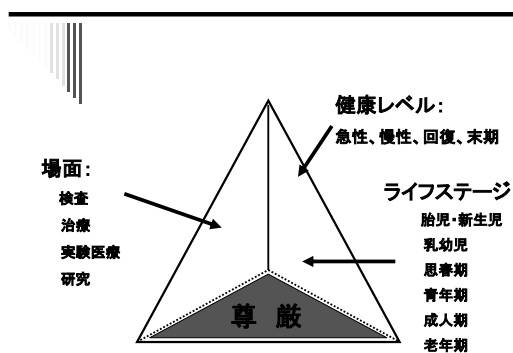 健康レベル：
急性、慢性、回復、末期
場面：
検査
治療
実験医療
研究
ライフステージ
胎児・新生児
乳幼児
思春期
青年期
成人期
老年期
尊 厳